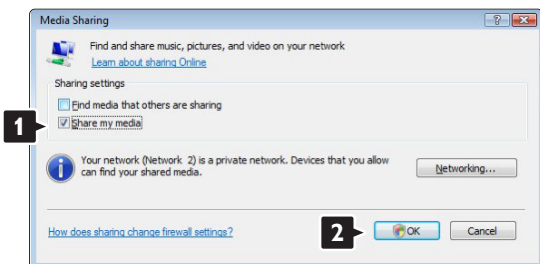 Media Sharing
Find and share music, pictures, and video on your network
Learn about sharing Online
Sharing settings
Find media that others are sharing
1
Share my media
Your network (Network 2) is a private network. Devices that you allow
can find your shared media.
Networking...
How does sharing change firewall settings?
2
OK
Cancel